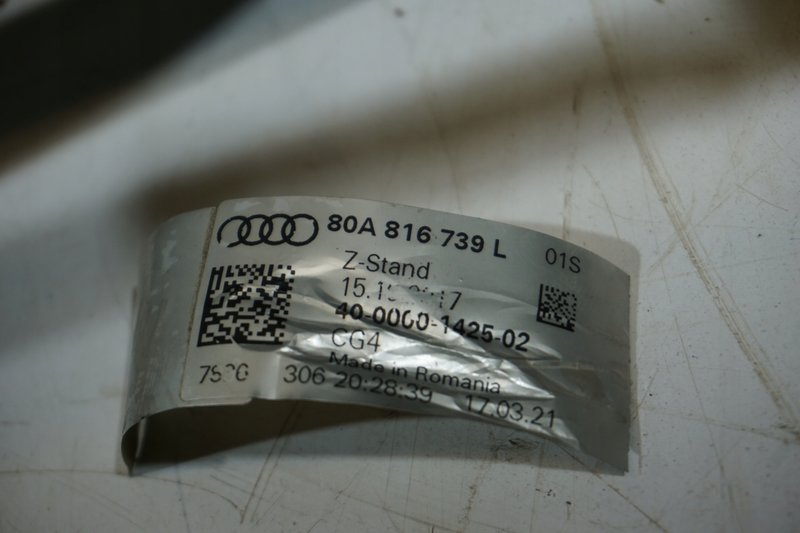 80A 816 739 L 01S
Z-Stand
40-0000-1425-02
CG4
Made in Romania
306 20:28:39 17.03.21